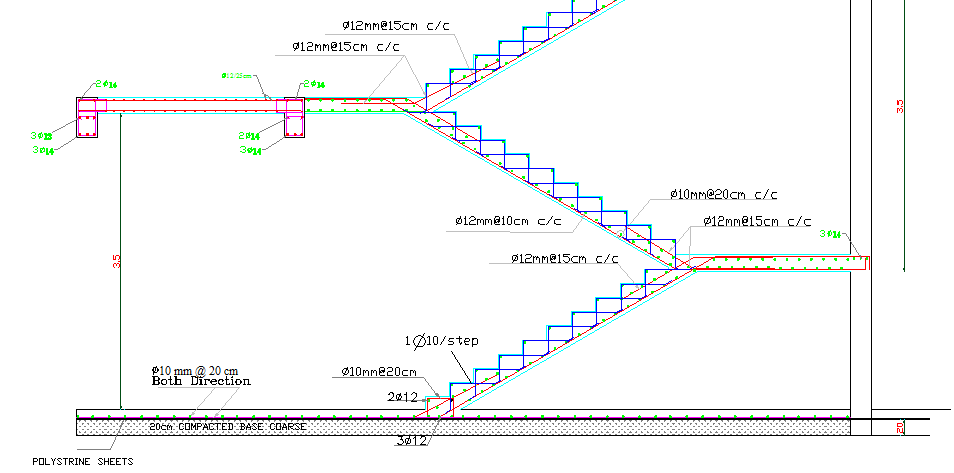 Ø12mm@15cm c/c
Ø12mm@15cm c/c
2Ø14
2Ø14
3.5
3Ø12
2Ø14
3Ø14
3Ø14
Ø10mm@20cm c/c
Ø12mm@10cm c/c
Ø12mm@15cm c/c
3Ø14
Ø12mm@15cm c/c
3.5
1Ø10/step
Ø10 mm @ 20 cm
Both Direction
Ø10mm@20cm
2Ø12
20cm COMPACTED BASE COARSE
20
3Ø12
POLYSTRINE SHEETS